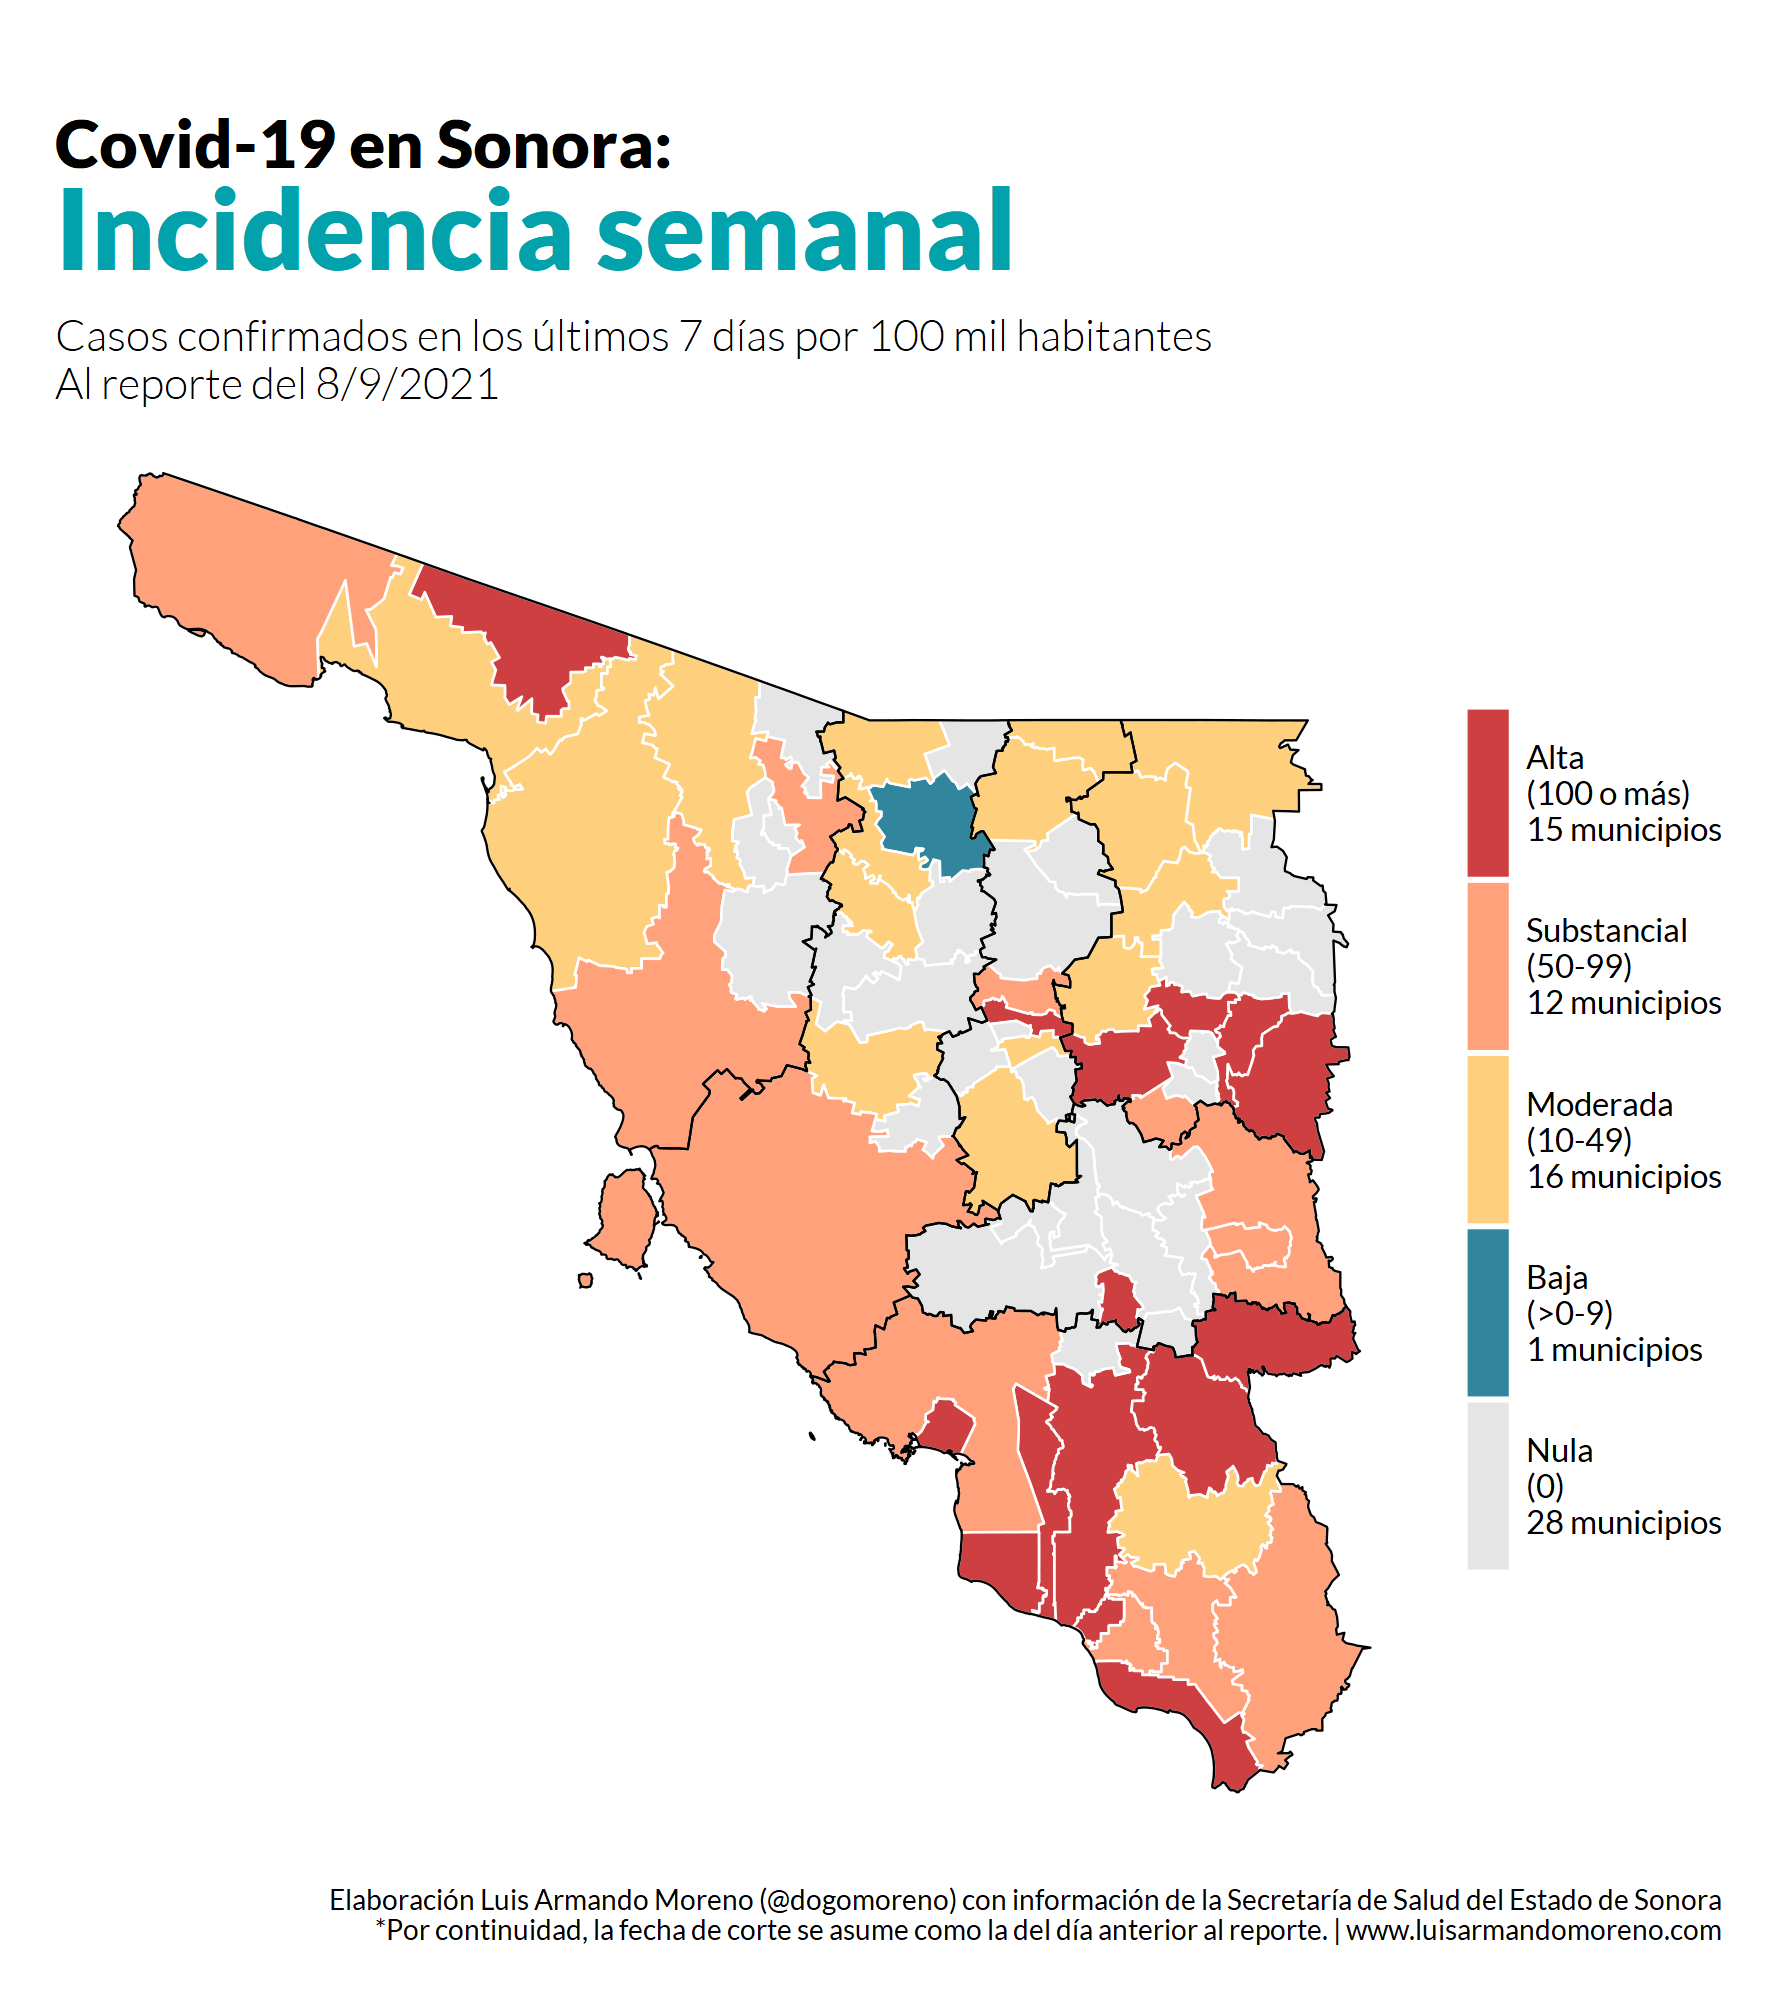 Covid-19 en Sonora:
Incidencia semanal
Casos confirmados en los últimos 7 días por 100 mil habitantes
Al reporte del 8/9/2021
Alta
(100 o más)
15 municipios
Substancial
(50-99)
12 municipios
Moderada
(10-49)
16 municipios
Baja
(>0-9)
1 municipios
Nula
(0)
28 municipios
Elaboración Luis Armando Moreno (@dogomoreno) con información de la Secretaría de Salud del Estado de Sonora
*Por continuidad, la fecha de corte se asume como la del día anterior al reporte. | www.luisarmandomoreno.com